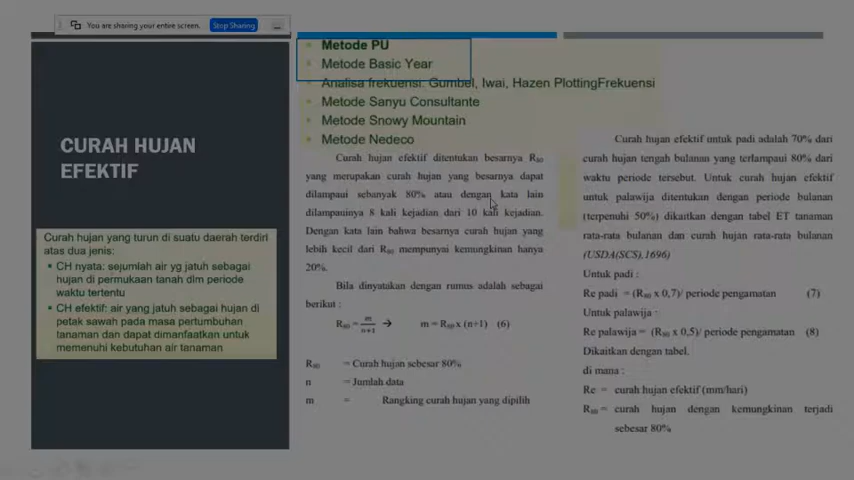 You are sharing your entire screen.
Stop Sharing
CURAH HUJAN
EFEKTIF
Curah hujan yang turun di suatu daerah terdiri
atas dua jenis:
• CH nyata: sejumlah air yg jatuh sebagai
hujan di permukaan tanah dlm periode
waktu tertentu
• CH efektif: air yang jatuh sebagai hujan di
petak sawah pada masa pertumbuhan
tanaman dan dapat dimanfaatkan untuk
memenuhi kebutuhan air tanaman
• Metode PU
• Metode Basic Year
• Analisa frekuensi: Gumbel, Iwai, Hazen PlottingFrekuensi
• Metode Sanyu Consultante
• Metode Snowy Mountain
• Metode Nedeco
Curah hujan efektif ditentukan besarnya R80
yang merupakan curah hujan yang besarnya dapat
dilampaui sebanyak 80% atau dengan kata lain
dilampauinya 8 kali kejadian dari 10 kali kejadian.
Dengan kata lain bahwa besarnya curah hujan yang
lebih kecil dari R80 mempunyai kemungkinan hanya
20%.
Bila dinyatakan dengan rumus adalah sebagai
berikut :
R80 = m/n+1 → m = R80 x (n+1) (6)
R80 = Curah hujan sebesar 80%
n = Jumlah data
m = Rangking curah hujan yang dipilih
Curah hujan efektif untuk padi adalah 70% dari
curah hujan tengah bulanan yang terlampaui 80% dari
waktu periode tersebut. Untuk curah hujan efektif
untuk palawija ditentukan dengan periode bulanan
(terpenuhi 50%) dikaitkan dengan tabel ET tanaman
rata-rata bulanan dan curah hujan rata-rata bulanan
(USDA(SCS),1696)
Untuk padi :
Re padi = (R80 x 0,7)/ periode pengamatan (7)
Untuk palawija :
Re palawija = (R80 x 0,5)/ periode pengamatan (8)
Dikaitkan dengan tabel.
di mana :
Re = curah hujan efektif (mm/hari)
R80 = curah hujan dengan kemungkinan terjadi
sebesar 80%